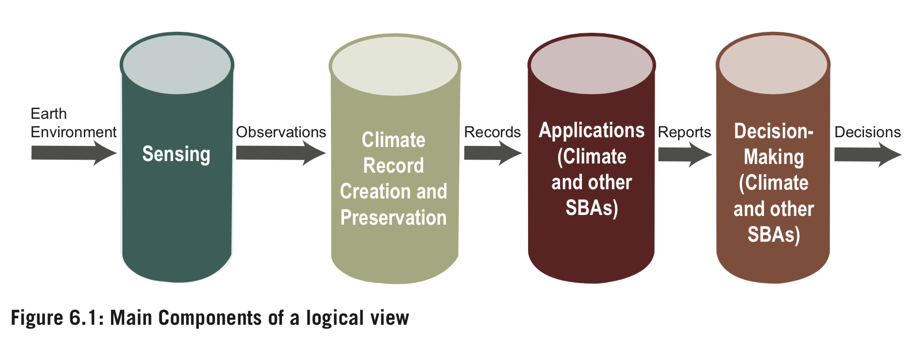 Earth
Environment
Sensing
Observations
Climate
Record
Creation and
Preservation
Records
Applications
(Climate
and other
SBAs)
Reports
Decision-
Making
(Climate
and other
SBAs)
Decisions
Figure 6.1: Main Components of a logical view